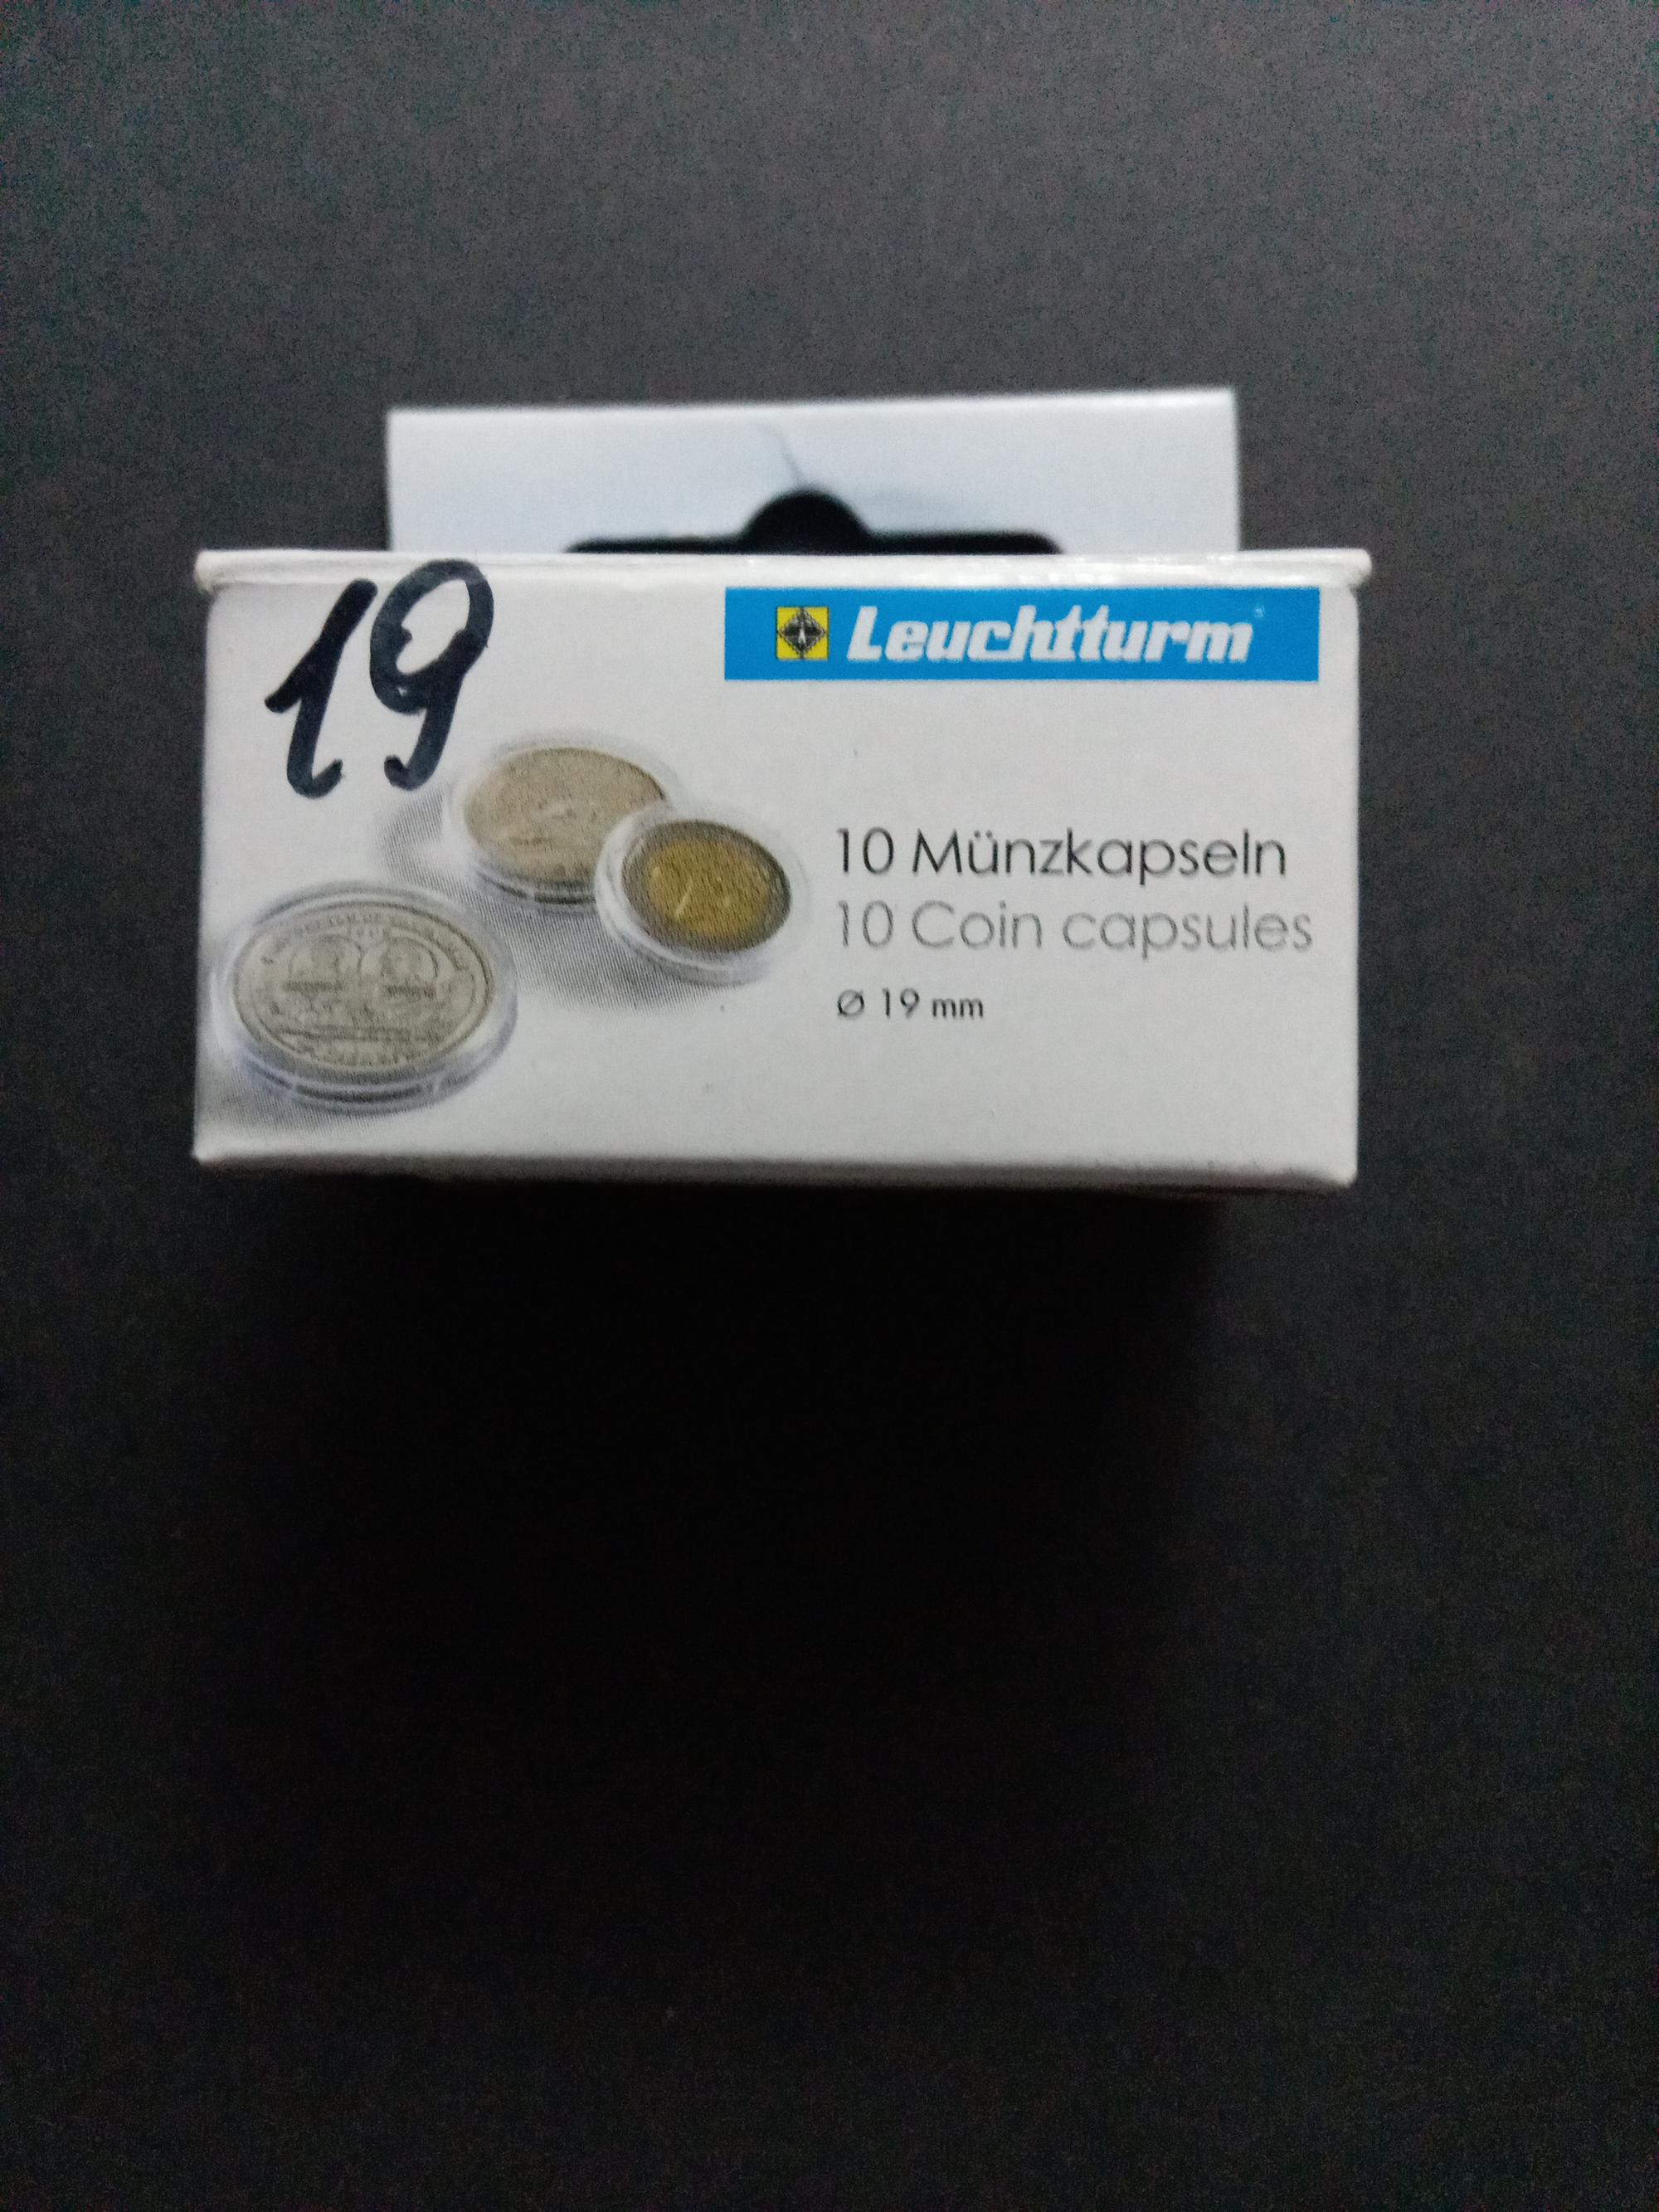 19
Leuchtturm
10 Münzkapseln
10 Coin capsules
Ø 19 mm